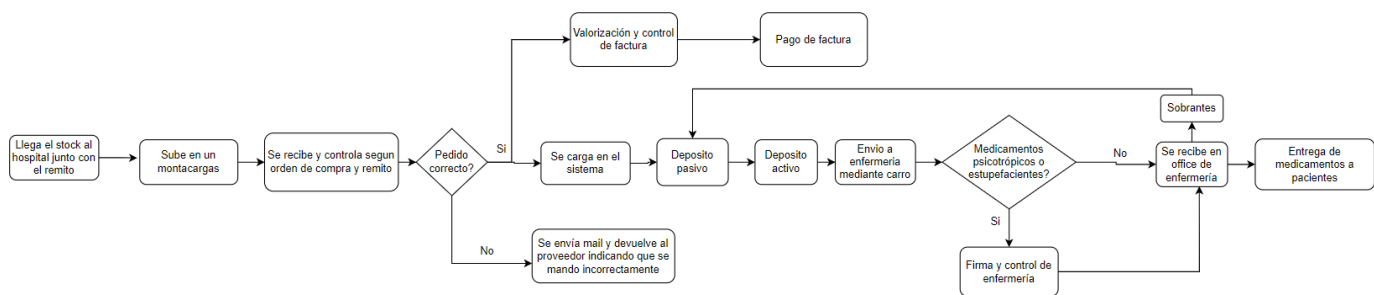 Llega el stock al
hospital junto con
el remito
Sube en un
montacargas
Se recibe y controla segun
orden de compra y remito
Pedido
correcto?
Si
Valorización y control
de factura
Pago de factura
Se carga en el
sistema
Deposito
pasivo
Deposito
activo
Envio a
enfermeria
mediante carro
Medicamentos
psicotrópicos o
estupefacientes?
No
Sobrantes
Se recibe en
office de
enfermería
Entrega de
medicamentos a
pacientes
Si
Firma y control de
enfermería
No
Se envía mail y devuelve al
proveedor indicando que se
mando incorrectamente